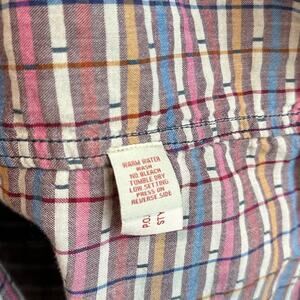 WARM WATER
WASH
NO BLEACH
TUMBLE DRY
LOW SETTING
PRESS ON
REVERSE SIDE